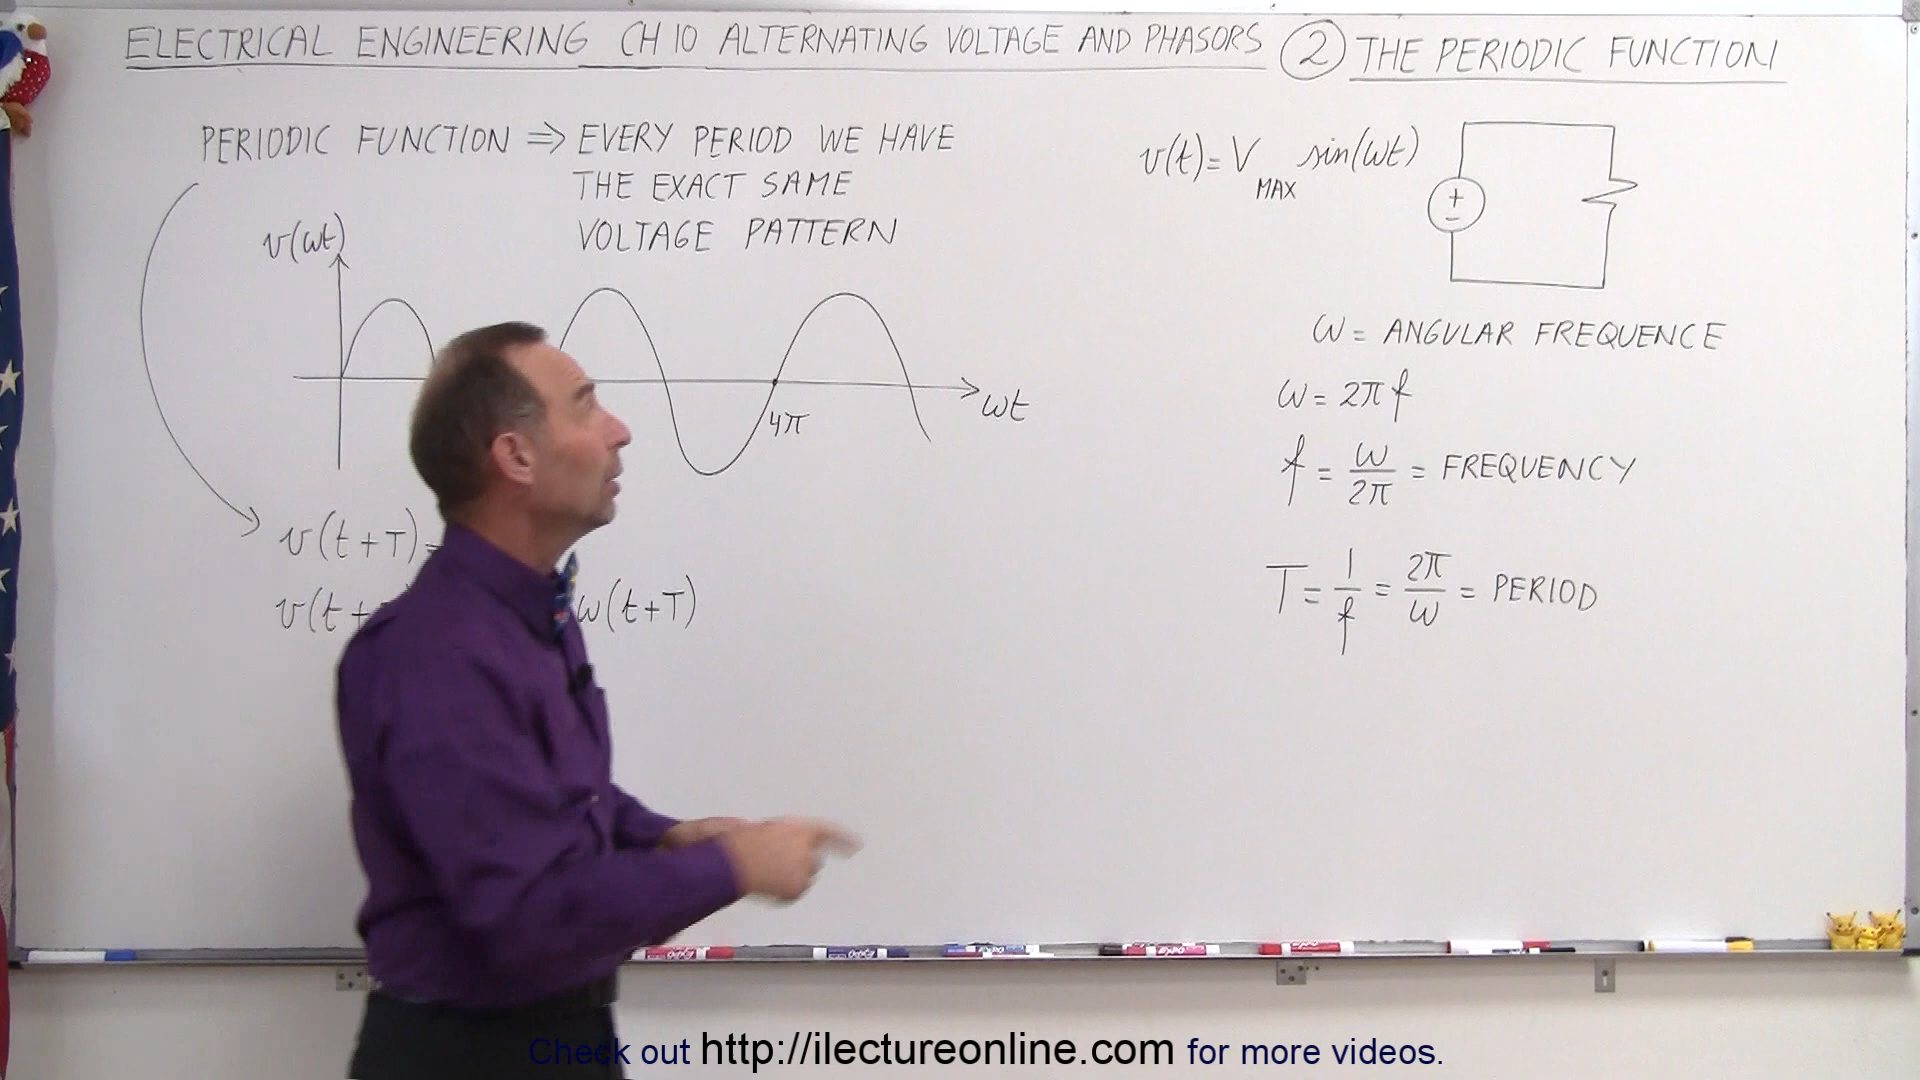 ELECTRICAL ENGINEERING CH 10 ALTERNATING VOLTAGE AND PHASORS ② THE PERIODIC FUNCTION
PERIODIC FUNCTION ⇒ EVERY PERIOD WE HAVE
THE EXACT SAME
VOLTAGE PATTERN
v(ωt)
4π
ωt
v(t+T)
v(t+
ω(t+T)
v(t) = V MAX sin(ωt)
+
−
ω = ANGULAR FREQUENCE
ω = 2πf
f = ω/2π = FREQUENCY
T = 1/f = 2π/ω = PERIOD
Check out http://ilectureonline.com for more videos.